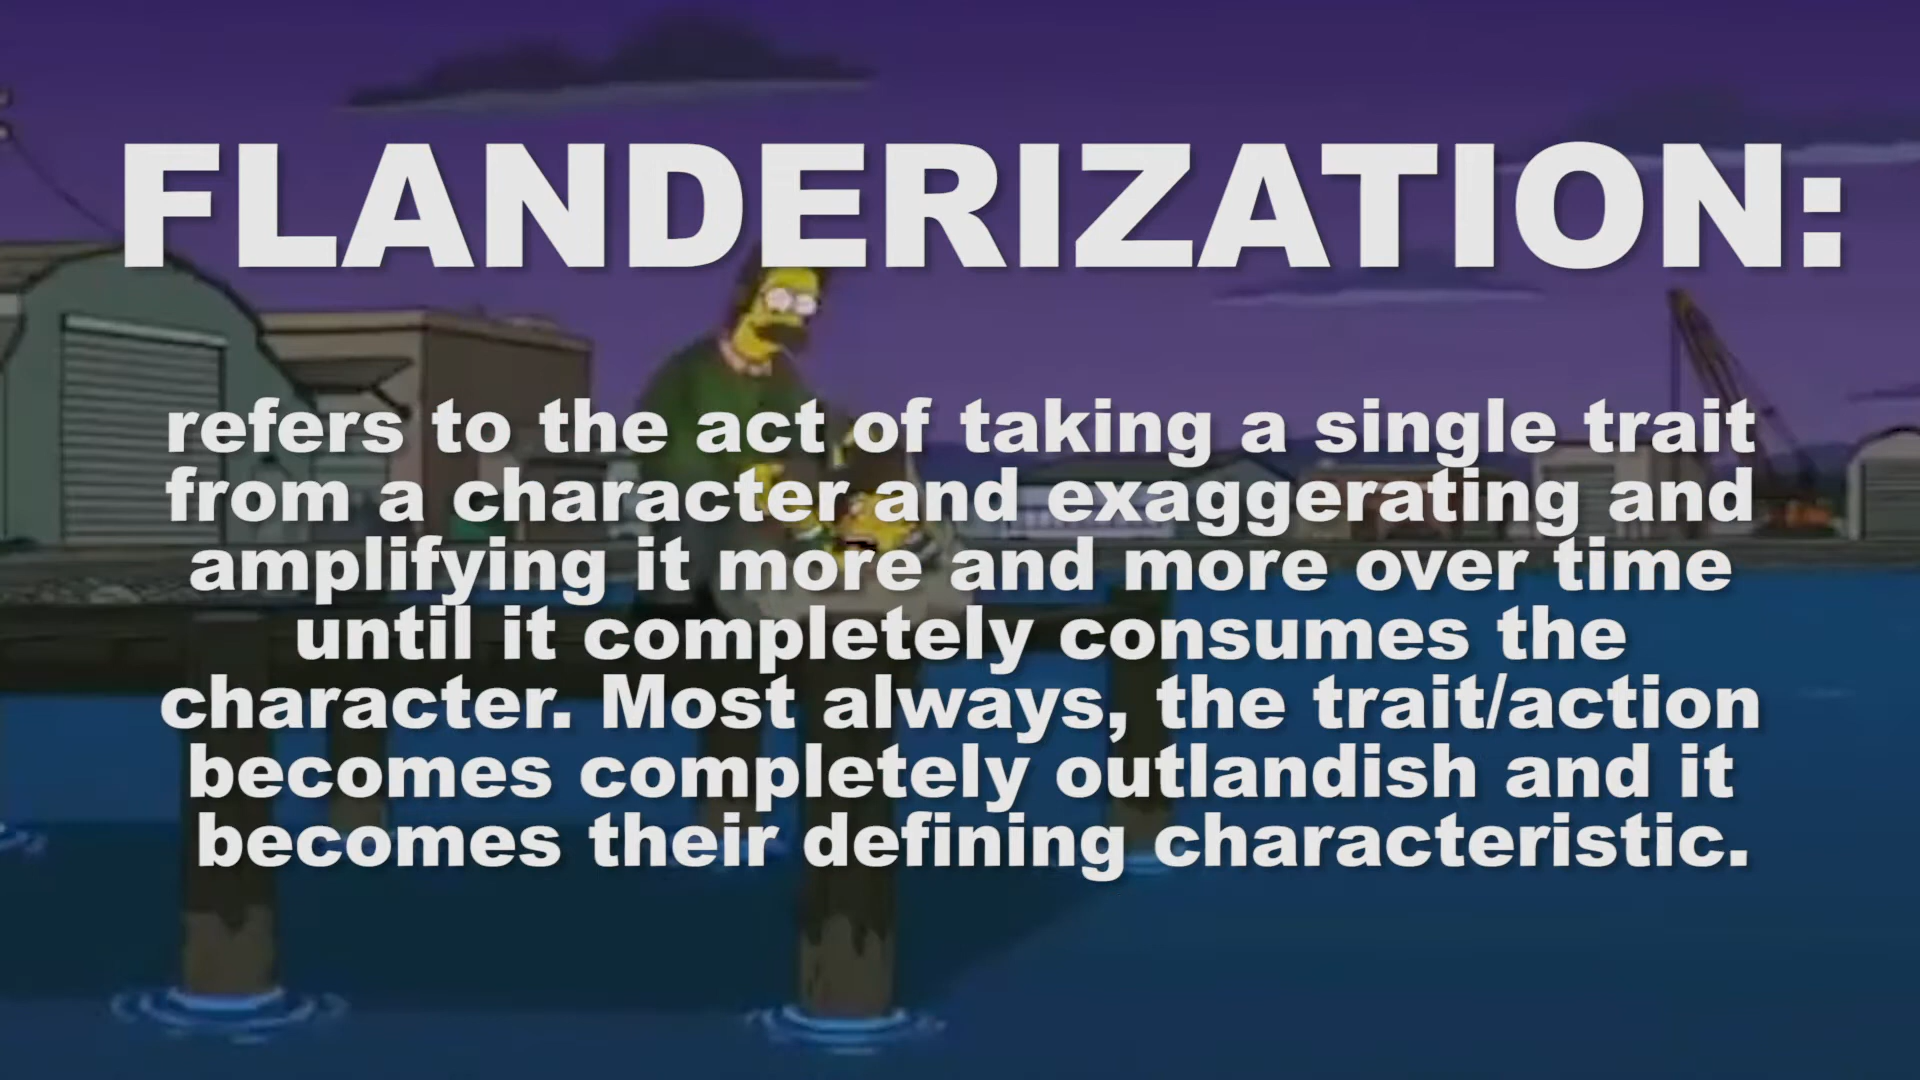 FLANDERIZATION:
refers to the act of taking a single trait
from a character and exaggerating and
amplifying it more and more over time
until it completely consumes the
character. Most always, the trait/action
becomes completely outlandish and it
becomes their defining characteristic.